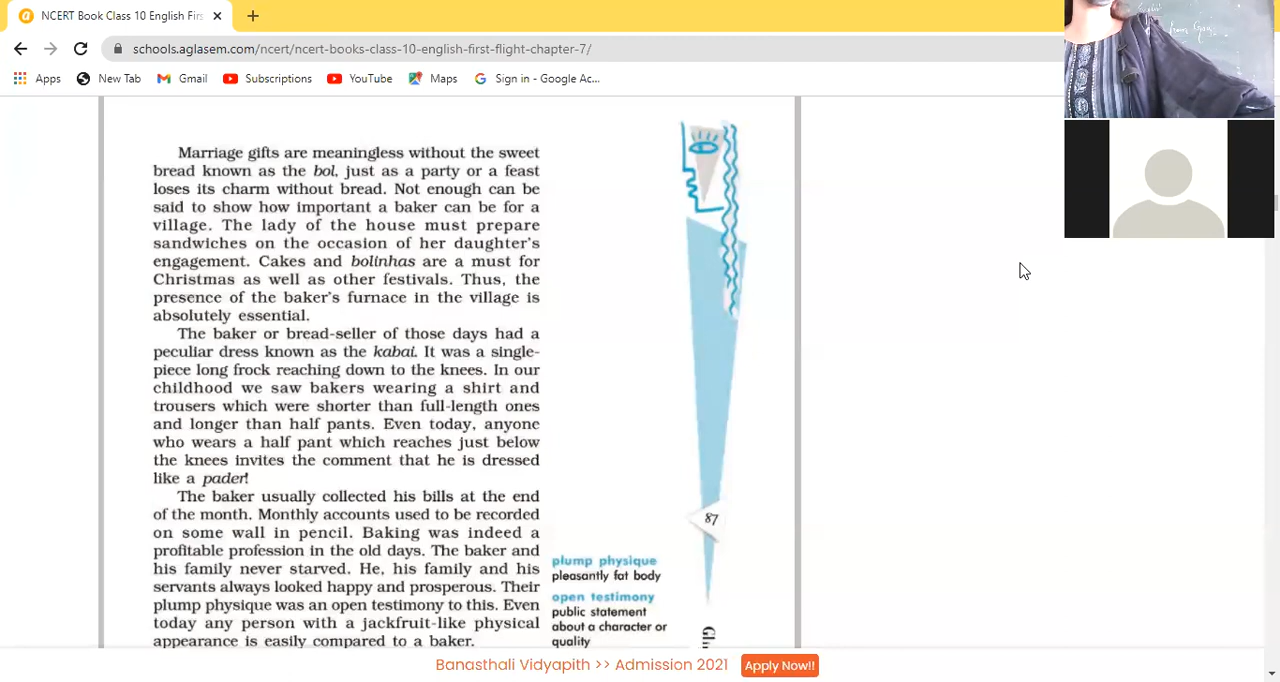 NCERT Book Class 10 English Firs
schools.aglasem.com/ncert/ncert-books-class-10-english-first-flight-chapter-7/
Apps New Tab Gmail Subscriptions YouTube Maps Sign in - Google Ac...
from Goa
Marriage gifts are meaningless without the sweet
bread known as the bol, just as a party or a feast
loses its charm without bread. Not enough can be
said to show how important a baker can be for a
village. The lady of the house must prepare
sandwiches on the occasion of her daughter's
engagement. Cakes and bolinhas are a must for
Christmas as well as other festivals. Thus, the
presence of the baker's furnace in the village is
absolutely essential.
The baker or bread-seller of those days had a
peculiar dress known as the kabai. It was a single-
piece long frock reaching down to the knees. In our
childhood we saw bakers wearing a shirt and
trousers which were shorter than full-length ones
and longer than half pants. Even today, anyone
who wears a half pant which reaches just below
the knees invites the comment that he is dressed
like a pader!
The baker usually collected his bills at the end
of the month. Monthly accounts used to be recorded
on some wall in pencil. Baking was indeed a
profitable profession in the old days. The baker and
his family never starved. He, his family and his
servants always looked happy and prosperous. Their
plump physique was an open testimony to this. Even
today any person with a jackfruit-like physical
appearance is easily compared to a baker.
87
plump physique
pleasantly fat body
open testimony
public statement
about a character or
quality
Banasthali Vidyapith >> Admission 2021 Apply Now!!